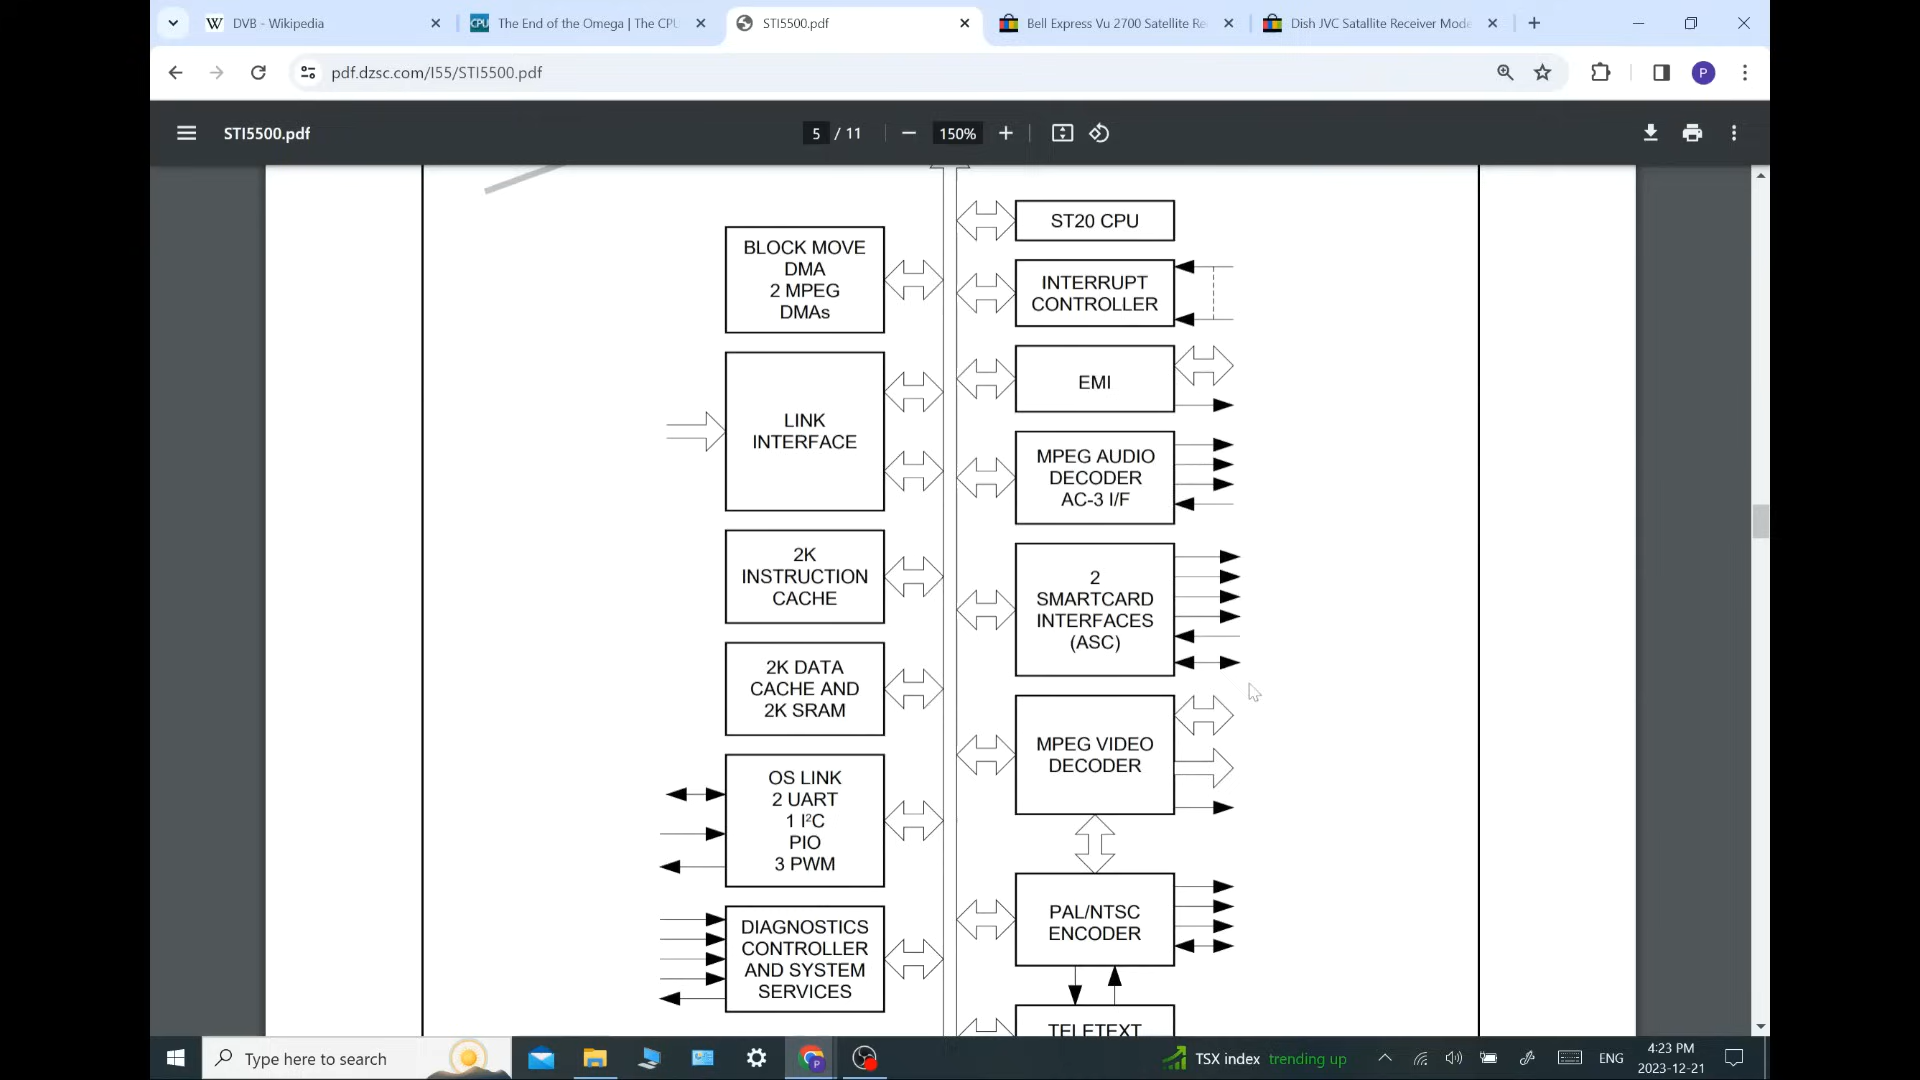 DVB - Wikipedia
The End of the Omega | The CPU
STI5500.pdf
Bell Express Vu 2700 Satellite Re
Dish JVC Satallite Receiver Mode
pdf.dzsc.com/I55/STI5500.pdf
P
STI5500.pdf
5 / 11
150%
BLOCK MOVE
DMA
2 MPEG
DMAs
LINK
INTERFACE
2K
INSTRUCTION
CACHE
2K DATA
CACHE AND
2K SRAM
OS LINK
2 UART
1 I²C
PIO
3 PWM
DIAGNOSTICS
CONTROLLER
AND SYSTEM
SERVICES
ST20 CPU
INTERRUPT
CONTROLLER
EMI
MPEG AUDIO
DECODER
AC-3 I/F
2
SMARTCARD
INTERFACES
(ASC)
MPEG VIDEO
DECODER
PAL/NTSC
ENCODER
TELETEXT
Type here to search
TSX index trending up
ENG
4:23 PM
2023-12-21